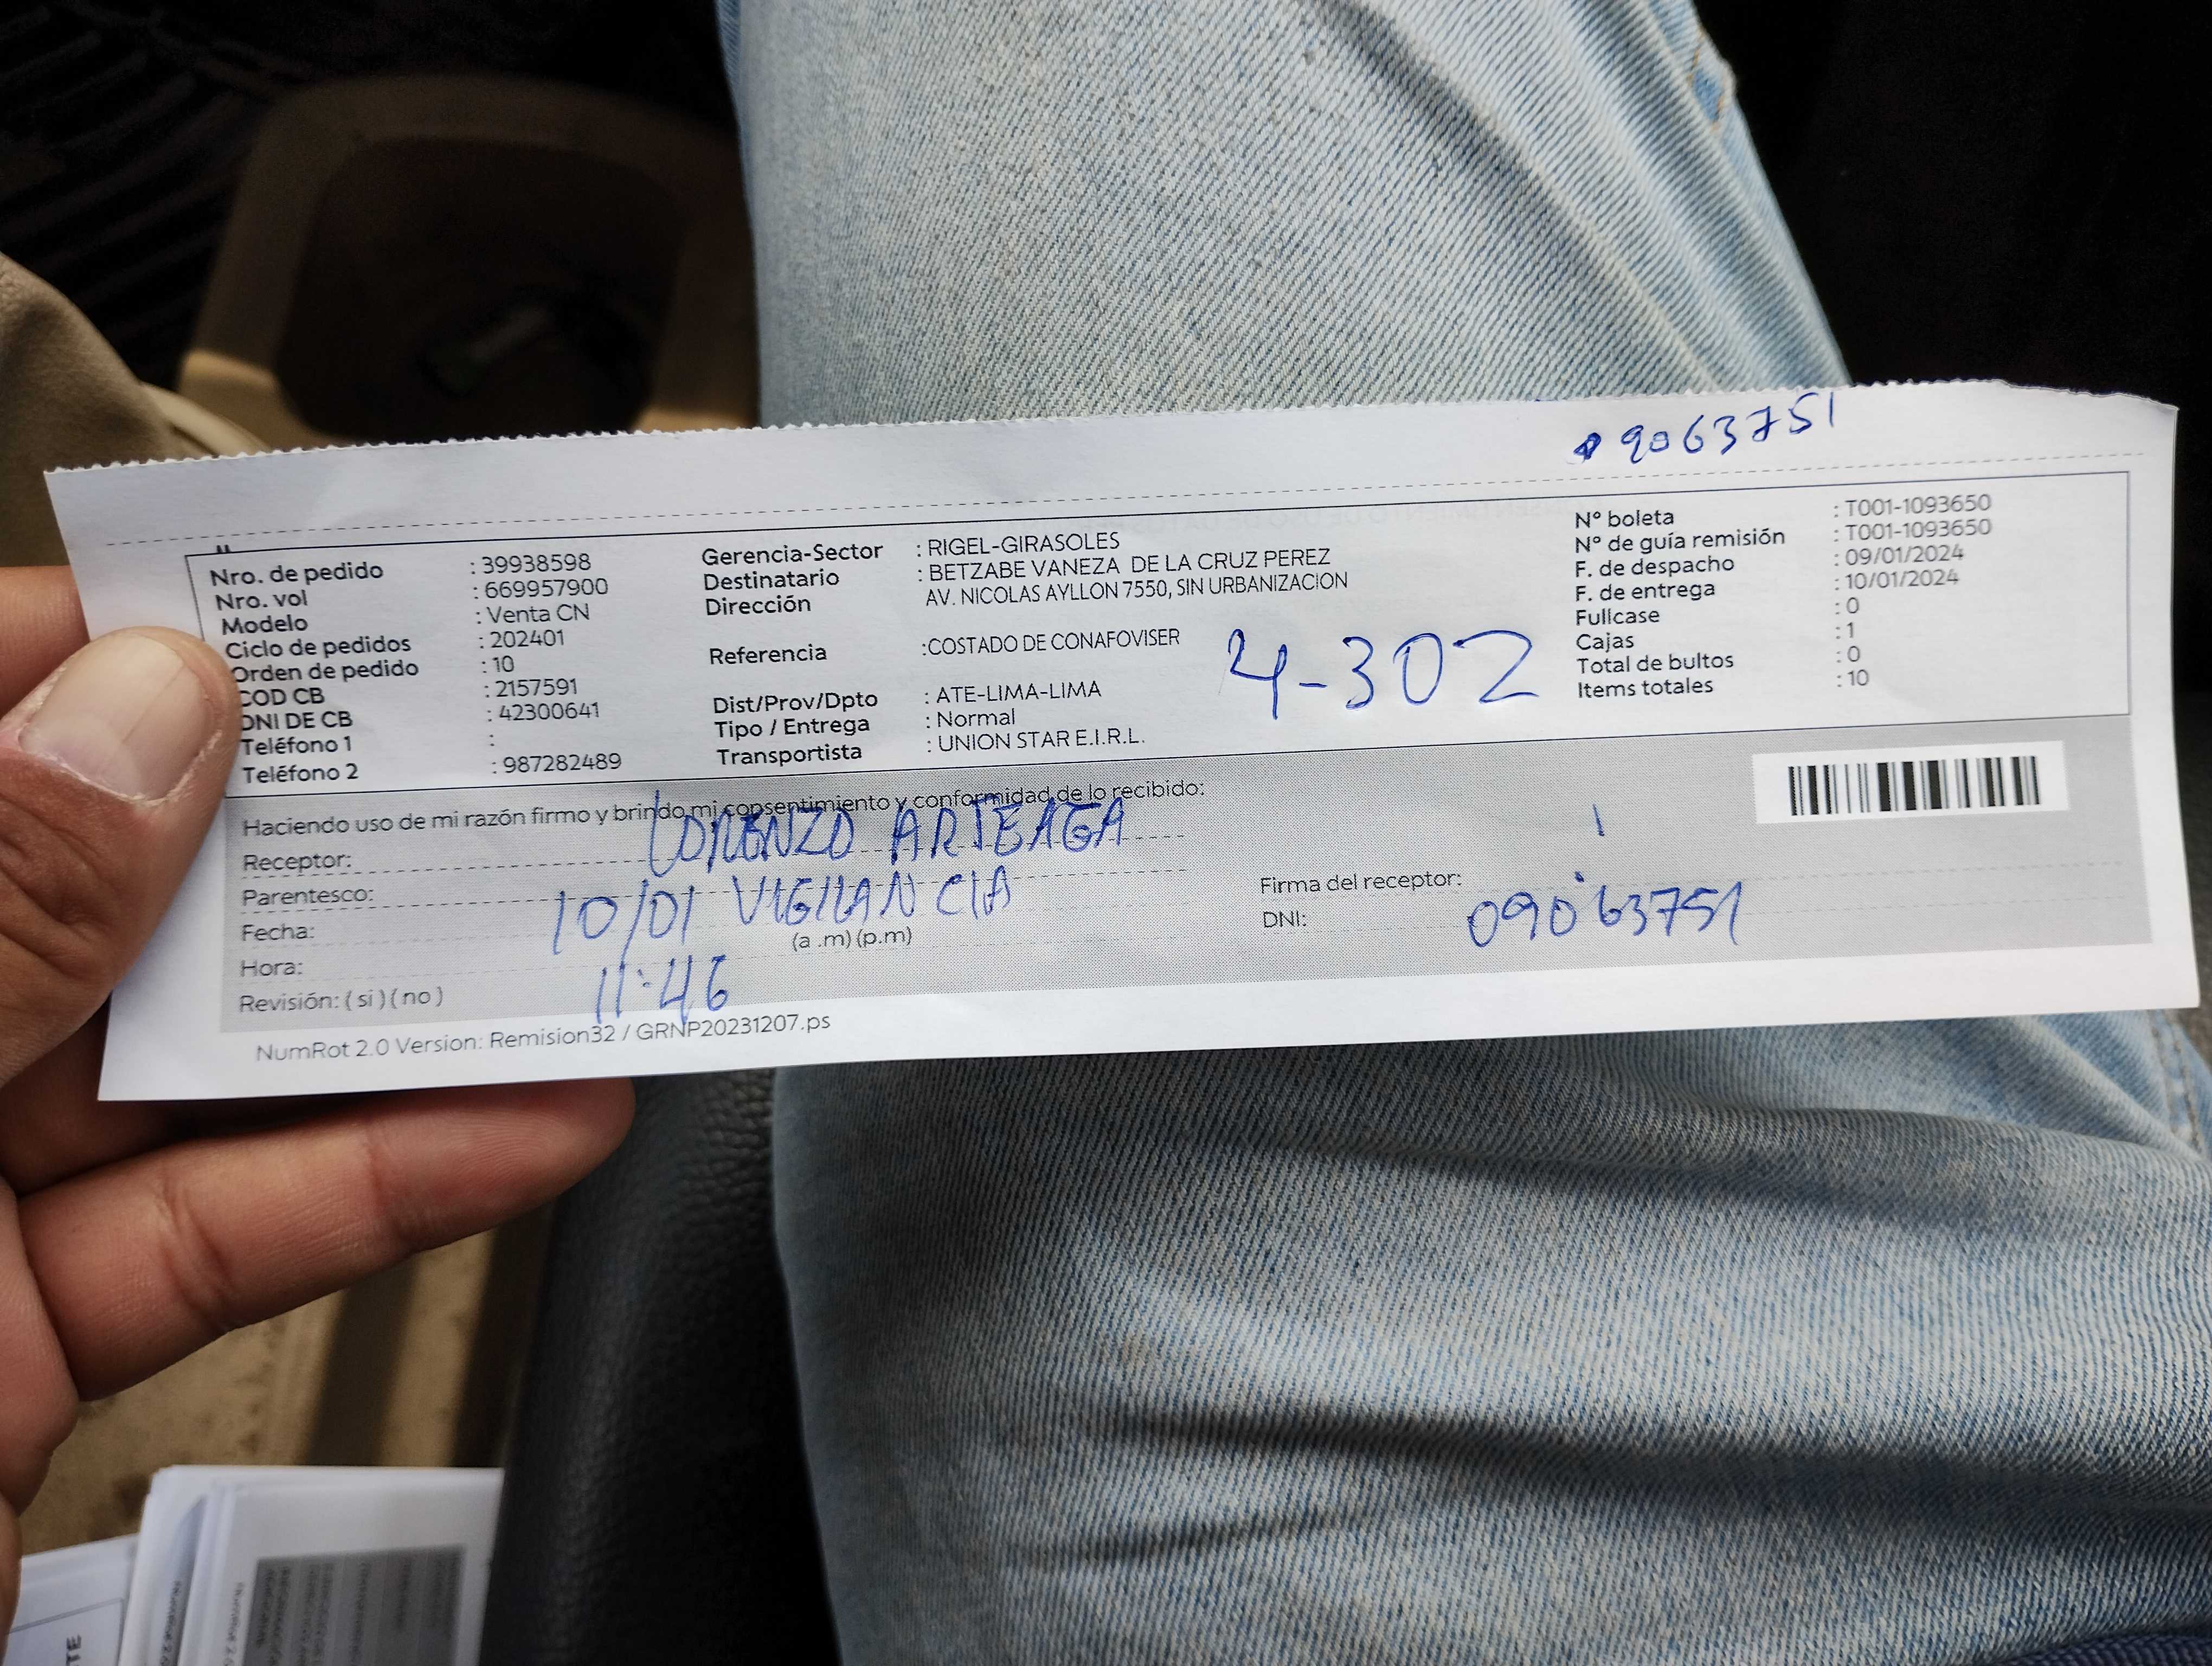 09063751
Nro. de pedido : 39938598
Nro. vol : 669957900
Modelo : Venta CN
Ciclo de pedidos : 202401
Orden de pedido : 10
COD CB : 2157591
DNI DE CB : 42300641
Teléfono 1 :
Teléfono 2 : 987282489
Gerencia-Sector : RIGEL-GIRASOLES
Destinatario : BETZABE VANEZA DE LA CRUZ PEREZ
Dirección AV. NICOLAS AYLLON 7550, SIN URBANIZACION
Referencia :COSTADO DE CONAFOVISER
4-302
Dist/Prov/Dpto : ATE-LIMA-LIMA
Tipo / Entrega : Normal
Transportista : UNION STAR E.I.R.L.
N° boleta : T001-1093650
N° de guía remisión : T001-1093650
F. de despacho : 09/01/2024
F. de entrega : 10/01/2024
Fullcase : 0
Cajas : 1
Total de bultos : 0
Items totales : 10
Haciendo uso de mi razón firmo y brindo mi consentimiento y conformidad de lo recibido:
Receptor: LORENZO ARTEAGA
Parentesco: VIGILANCIA
Fecha: 10/01
(a .m) (p.m)
Hora: 11:46
Revisión: ( si ) ( no )
Firma del receptor:
DNI: 09063751
NumRot 2.0 Version: Remision32 / GRNP20231207.ps